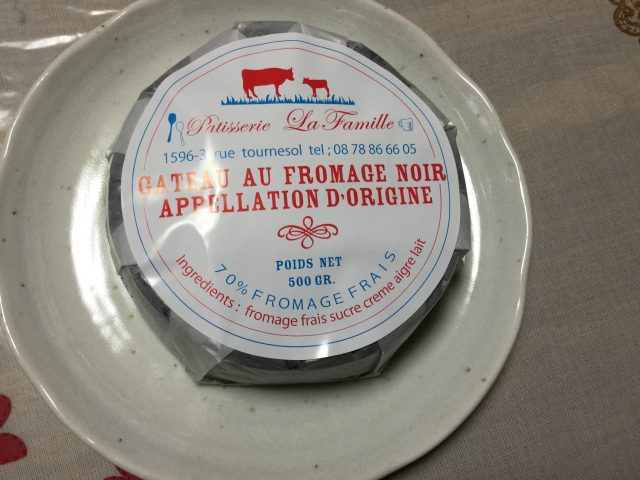 Patisserie La Famille
1596-3 rue tournesol tel ; 08 78 86 66 05
GATEAU AU FROMAGE NOIR
APPELLATION D'ORIGINE
POIDS NET
500 GR.
70% FROMAGE FRAIS
Ingredients : fromage frais sucre creme aigre lait